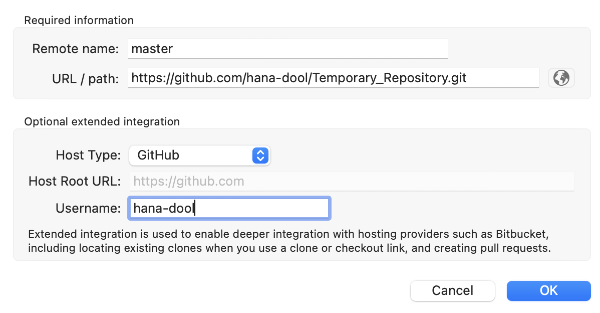 Required information
Remote name: master
URL / path: https://github.com/hana-dool/Temporary_Repository.git
Optional extended integration
Host Type: GitHub
Host Root URL: https://github.com
Username: hana-dool
Extended integration is used to enable deeper integration with hosting providers such as Bitbucket,
including locating existing clones when you use a clone or checkout link, and creating pull requests.
Cancel OK